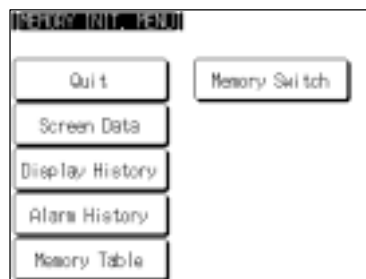 [MEMORY INIT. MENU]
Quit
Memory Switch
Screen Data
Display History
Alarm History
Memory Table